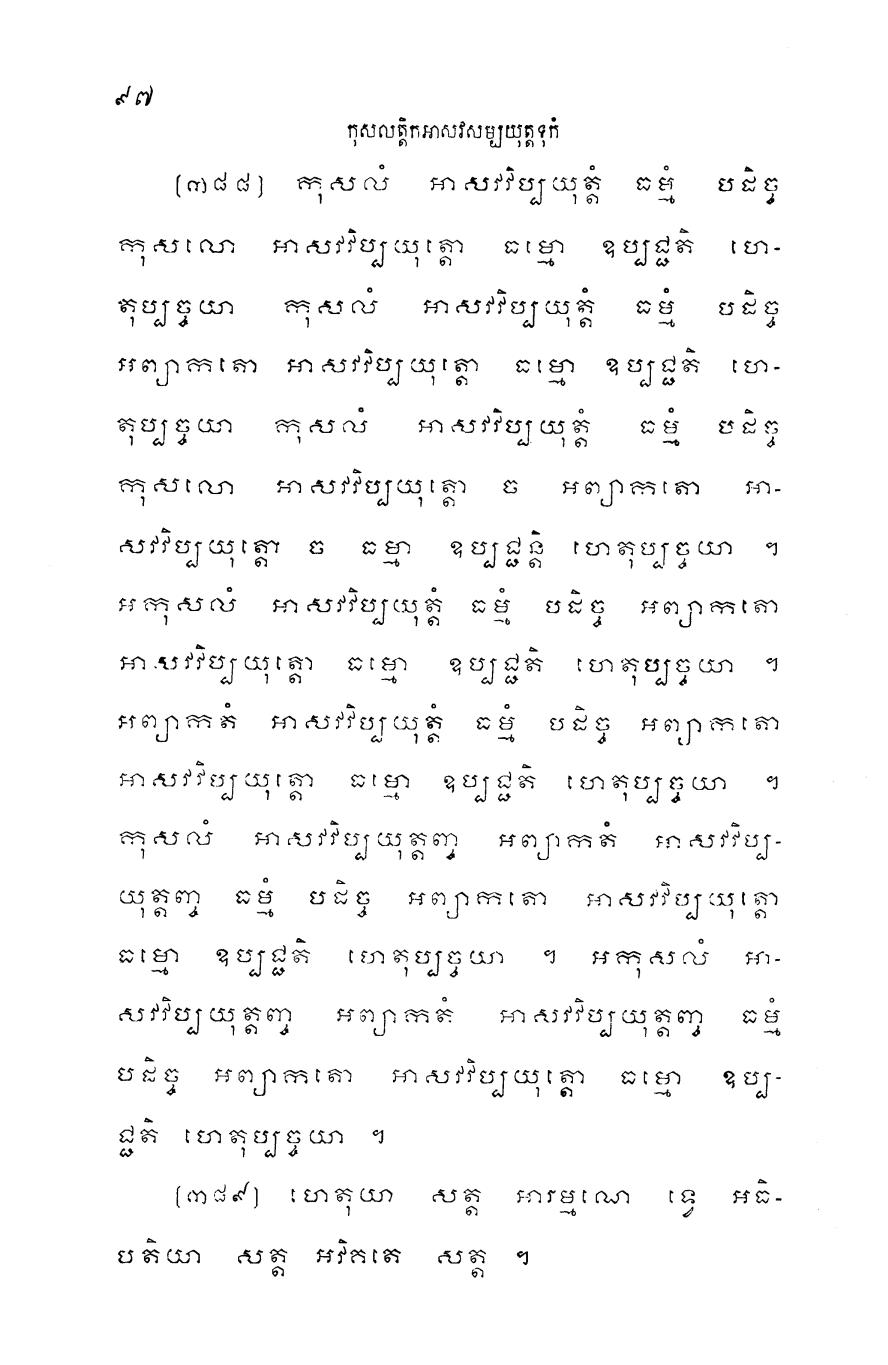 ៩៧
កុសលត្តិកអាសវសម្បយុត្តទុកំ
[៣៨៨] កុសលំ អាសវវិប្បយុត្តំ ធម្មំ បដិច្ច
កុសលោ អាសវវិប្បយុត្តោ ធម្មោ ឧប្បជ្ជតិ ហេ-
តុប្បច្ចយា កុសលំ អាសវវិប្បយុត្តំ ធម្មំ បដិច្ច
អព្យាកតោ អាសវវិប្បយុត្តោ ធម្មោ ឧប្បជ្ជតិ ហេ-
តុប្បច្ចយា កុសលំ អាសវវិប្បយុត្តំ ធម្មំ បដិច្ច
កុសលោ អាសវវិប្បយុត្តោ ច អព្យាកតោ អា-
សវវិប្បយុត្តោ ច ធម្មា ឧប្បជ្ជន្តិ ហេតុប្បច្ចយា ។
អកុសលំ អាសវវិប្បយុត្តំ ធម្មំ បដិច្ច អព្យាកតោ
អាសវវិប្បយុត្តោ ធម្មោ ឧប្បជ្ជតិ ហេតុប្បច្ចយា ។
អព្យាកតំ អាសវវិប្បយុត្តំ ធម្មំ បដិច្ច អព្យាកតោ
អាសវវិប្បយុត្តោ ធម្មោ ឧប្បជ្ជតិ ហេតុប្បច្ចយា ។
កុសលំ អាសវវិប្បយុត្តញ្ច អព្យាកតំ អាសវវិប្ប-
យុត្តញ្ច ធម្មំ បដិច្ច អព្យាកតោ អាសវវិប្បយុត្តោ
ធម្មោ ឧប្បជ្ជតិ ហេតុប្បច្ចយា ។ អកុសលំ អា-
សវវិប្បយុត្តញ្ច អព្យាកតំ អាសវវិប្បយុត្តញ្ច ធម្មំ
បដិច្ច អព្យាកតោ អាសវវិប្បយុត្តោ ធម្មោ ឧប្ប-
ជ្ជតិ ហេតុប្បច្ចយា ។
[៣៨៩] ហេតុយា សត្ត អារម្មណេ ទ្វេ អធិ-
បតិយា សត្ត អវិគតេ សត្ត ។